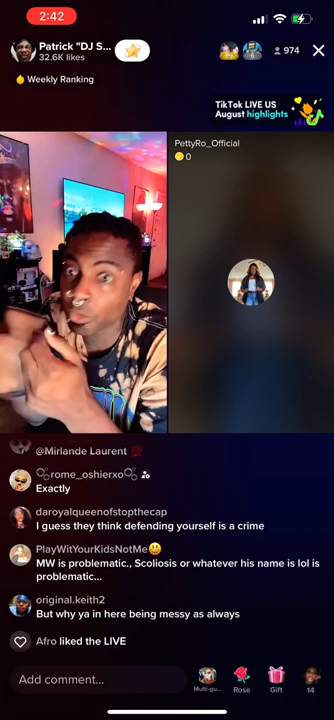 2:42
Patrick "DJ S...
32.6K likes
974
Weekly Ranking
TikTok LIVE US
August highlights
PettyRo_Official
0
@Mirlande Laurent 💯
rome_oshierxo
Exactly
daroyalqueenofstopthecap
I guess they think defending yourself is a crime
PlayWitYourKidsNotMe😃
MW is problematic., Scoliosis or whatever his name is lol is
problematic...
original.keith2
But why ya in here being messy as always
Afro liked the LIVE
Add comment...
Multi-gu...
Rose
Gift
14